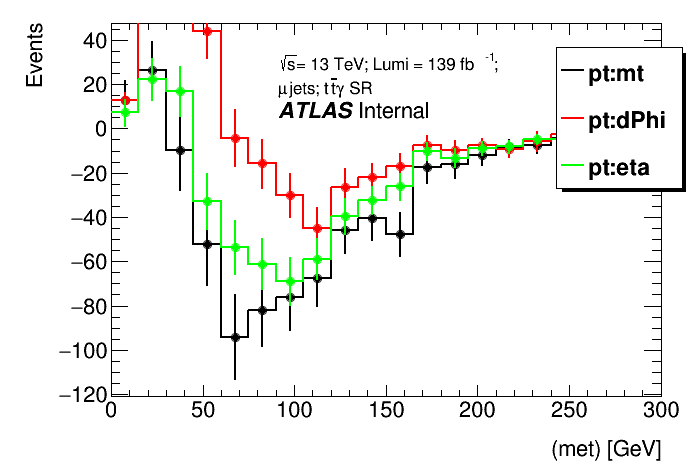 Events
40
20
0
−20
−40
−60
−80
−100
−120
0 50 100 150 200 250 300
(met) [GeV]
√s= 13 TeV; Lumi = 139 fb⁻¹;
μjets; tt̄γ SR
ATLAS Internal
pt:mt
pt:dPhi
pt:eta